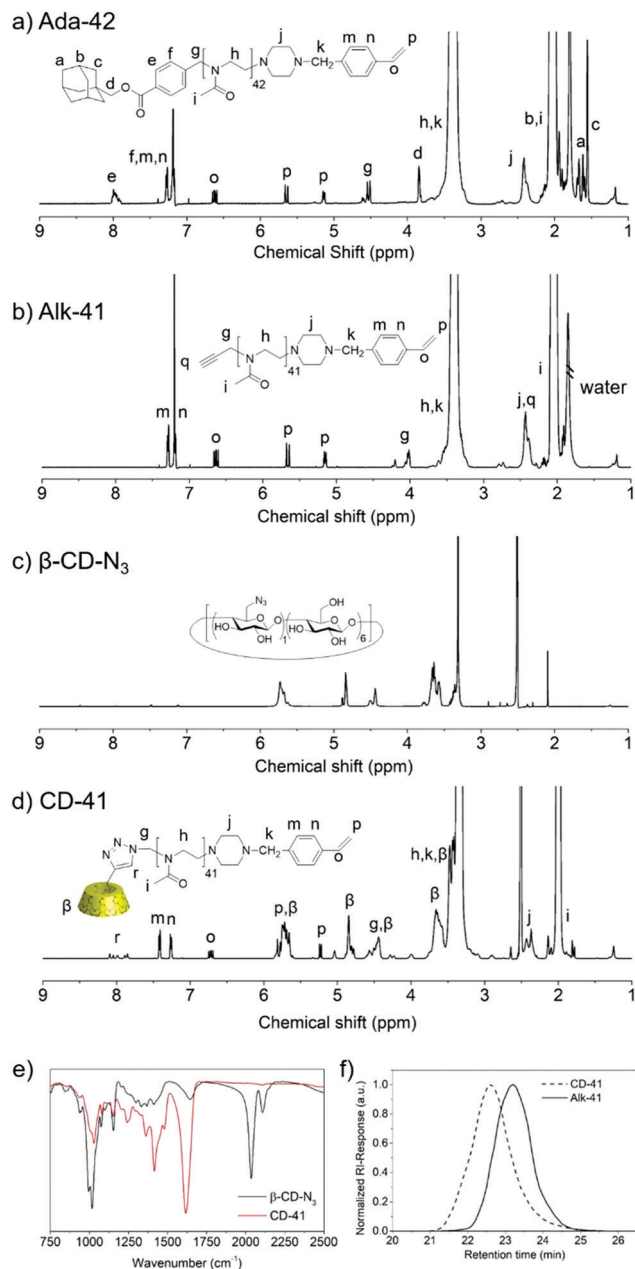 a) Ada-42
a
b
c
d
e
f
g
h
i
j
k
m
n
o
p
O
O
N
O
42
N
N
CH₂
e
f,m,n
o
p
p
g
d
h,k
j
b,i
a
c
9 8 7 6 5 4 3 2 1
Chemical Shift (ppm)
b) Alk-41
g
h
i
j
k
m
n
o
p
N
O
41
N
N
CH₂
q
m
n
o
p
p
g
h,k
j,q
i
water
9 8 7 6 5 4 3 2 1
Chemical shift (ppm)
c) β-CD-N₃
N₃
O
HO
OH
O
1
OH
O
HO
OH
O
6
9 8 7 6 5 4 3 2 1
Chemical Shift (ppm)
d) CD-41
N
N
N
g
r
β
h
i
j
k
m
n
o
p
N
O
41
N
N
CH₂
r
m
n
o
p,β
p
β
g,β
β
h,k,β
j
i
9 8 7 6 5 4 3 2 1
Chemical shift (ppm)
e)
β-CD-N₃
CD-41
750 1000 1250 1500 1750 2000 2250 2500
Wavenumber (cm⁻¹)
f)
CD-41
Alk-41
Normalized RI-Response (a.u.)
1.0
0.8
0.6
0.4
0.2
0.0
20 21 22 23 24 25 26
Retention time (min)